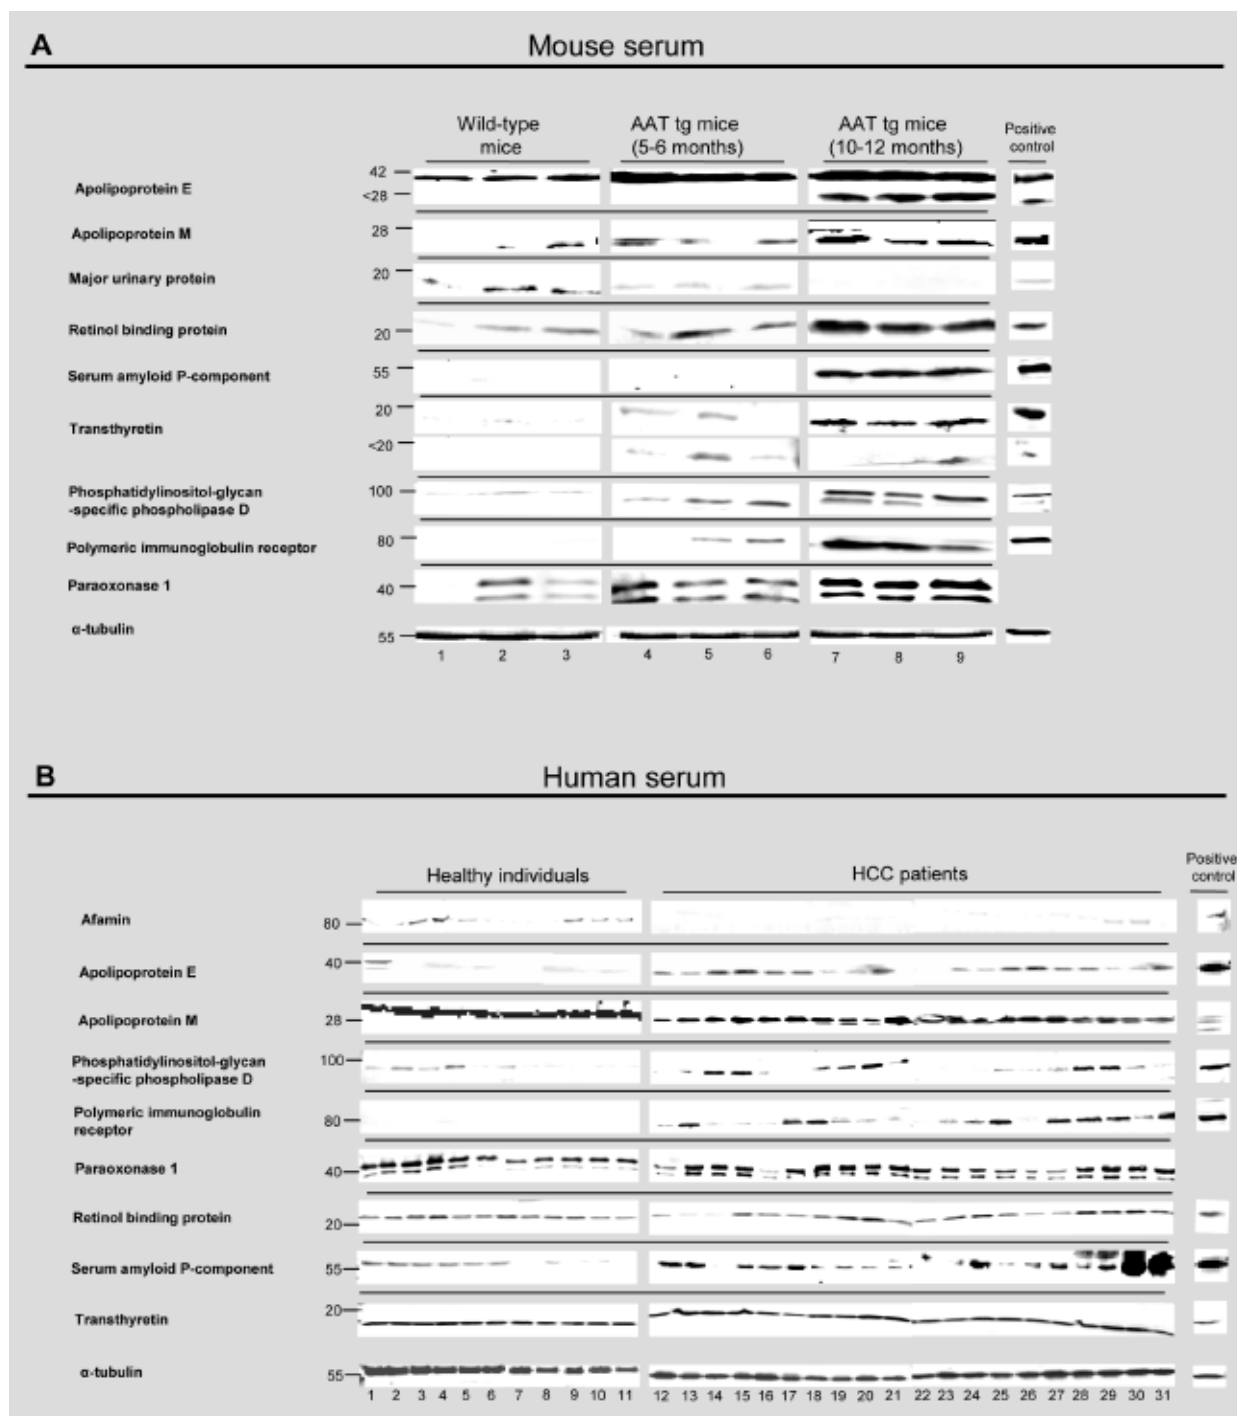 A
Mouse serum
Wild-type
mice
AAT tg mice
(5-6 months)
AAT tg mice
(10-12 months)
Positive
control
Apolipoprotein E
42
<28
Apolipoprotein M
28
Major urinary protein
20
Retinol binding protein
20
Serum amyloid P-component
55
Transthyretin
20
<20
Phosphatidylinositol-glycan
-specific phospholipase D
100
Polymeric immunoglobulin receptor
80
Paraoxonase 1
40
α-tubulin
55
1 2 3 4 5 6 7 8 9
B
Human serum
Healthy individuals
HCC patients
Positive
control
Afamin
80
Apolipoprotein E
40
Apolipoprotein M
28
Phosphatidylinositol-glycan
-specific phospholipase D
100
Polymeric immunoglobulin
receptor
80
Paraoxonase 1
40
Retinol binding protein
20
Serum amyloid P-component
55
Transthyretin
20
α-tubulin
55
1 2 3 4 5 6 7 8 9 10 11 12 13 14 15 16 17 18 19 20 21 22 23 24 25 26 27 28 29 30 31